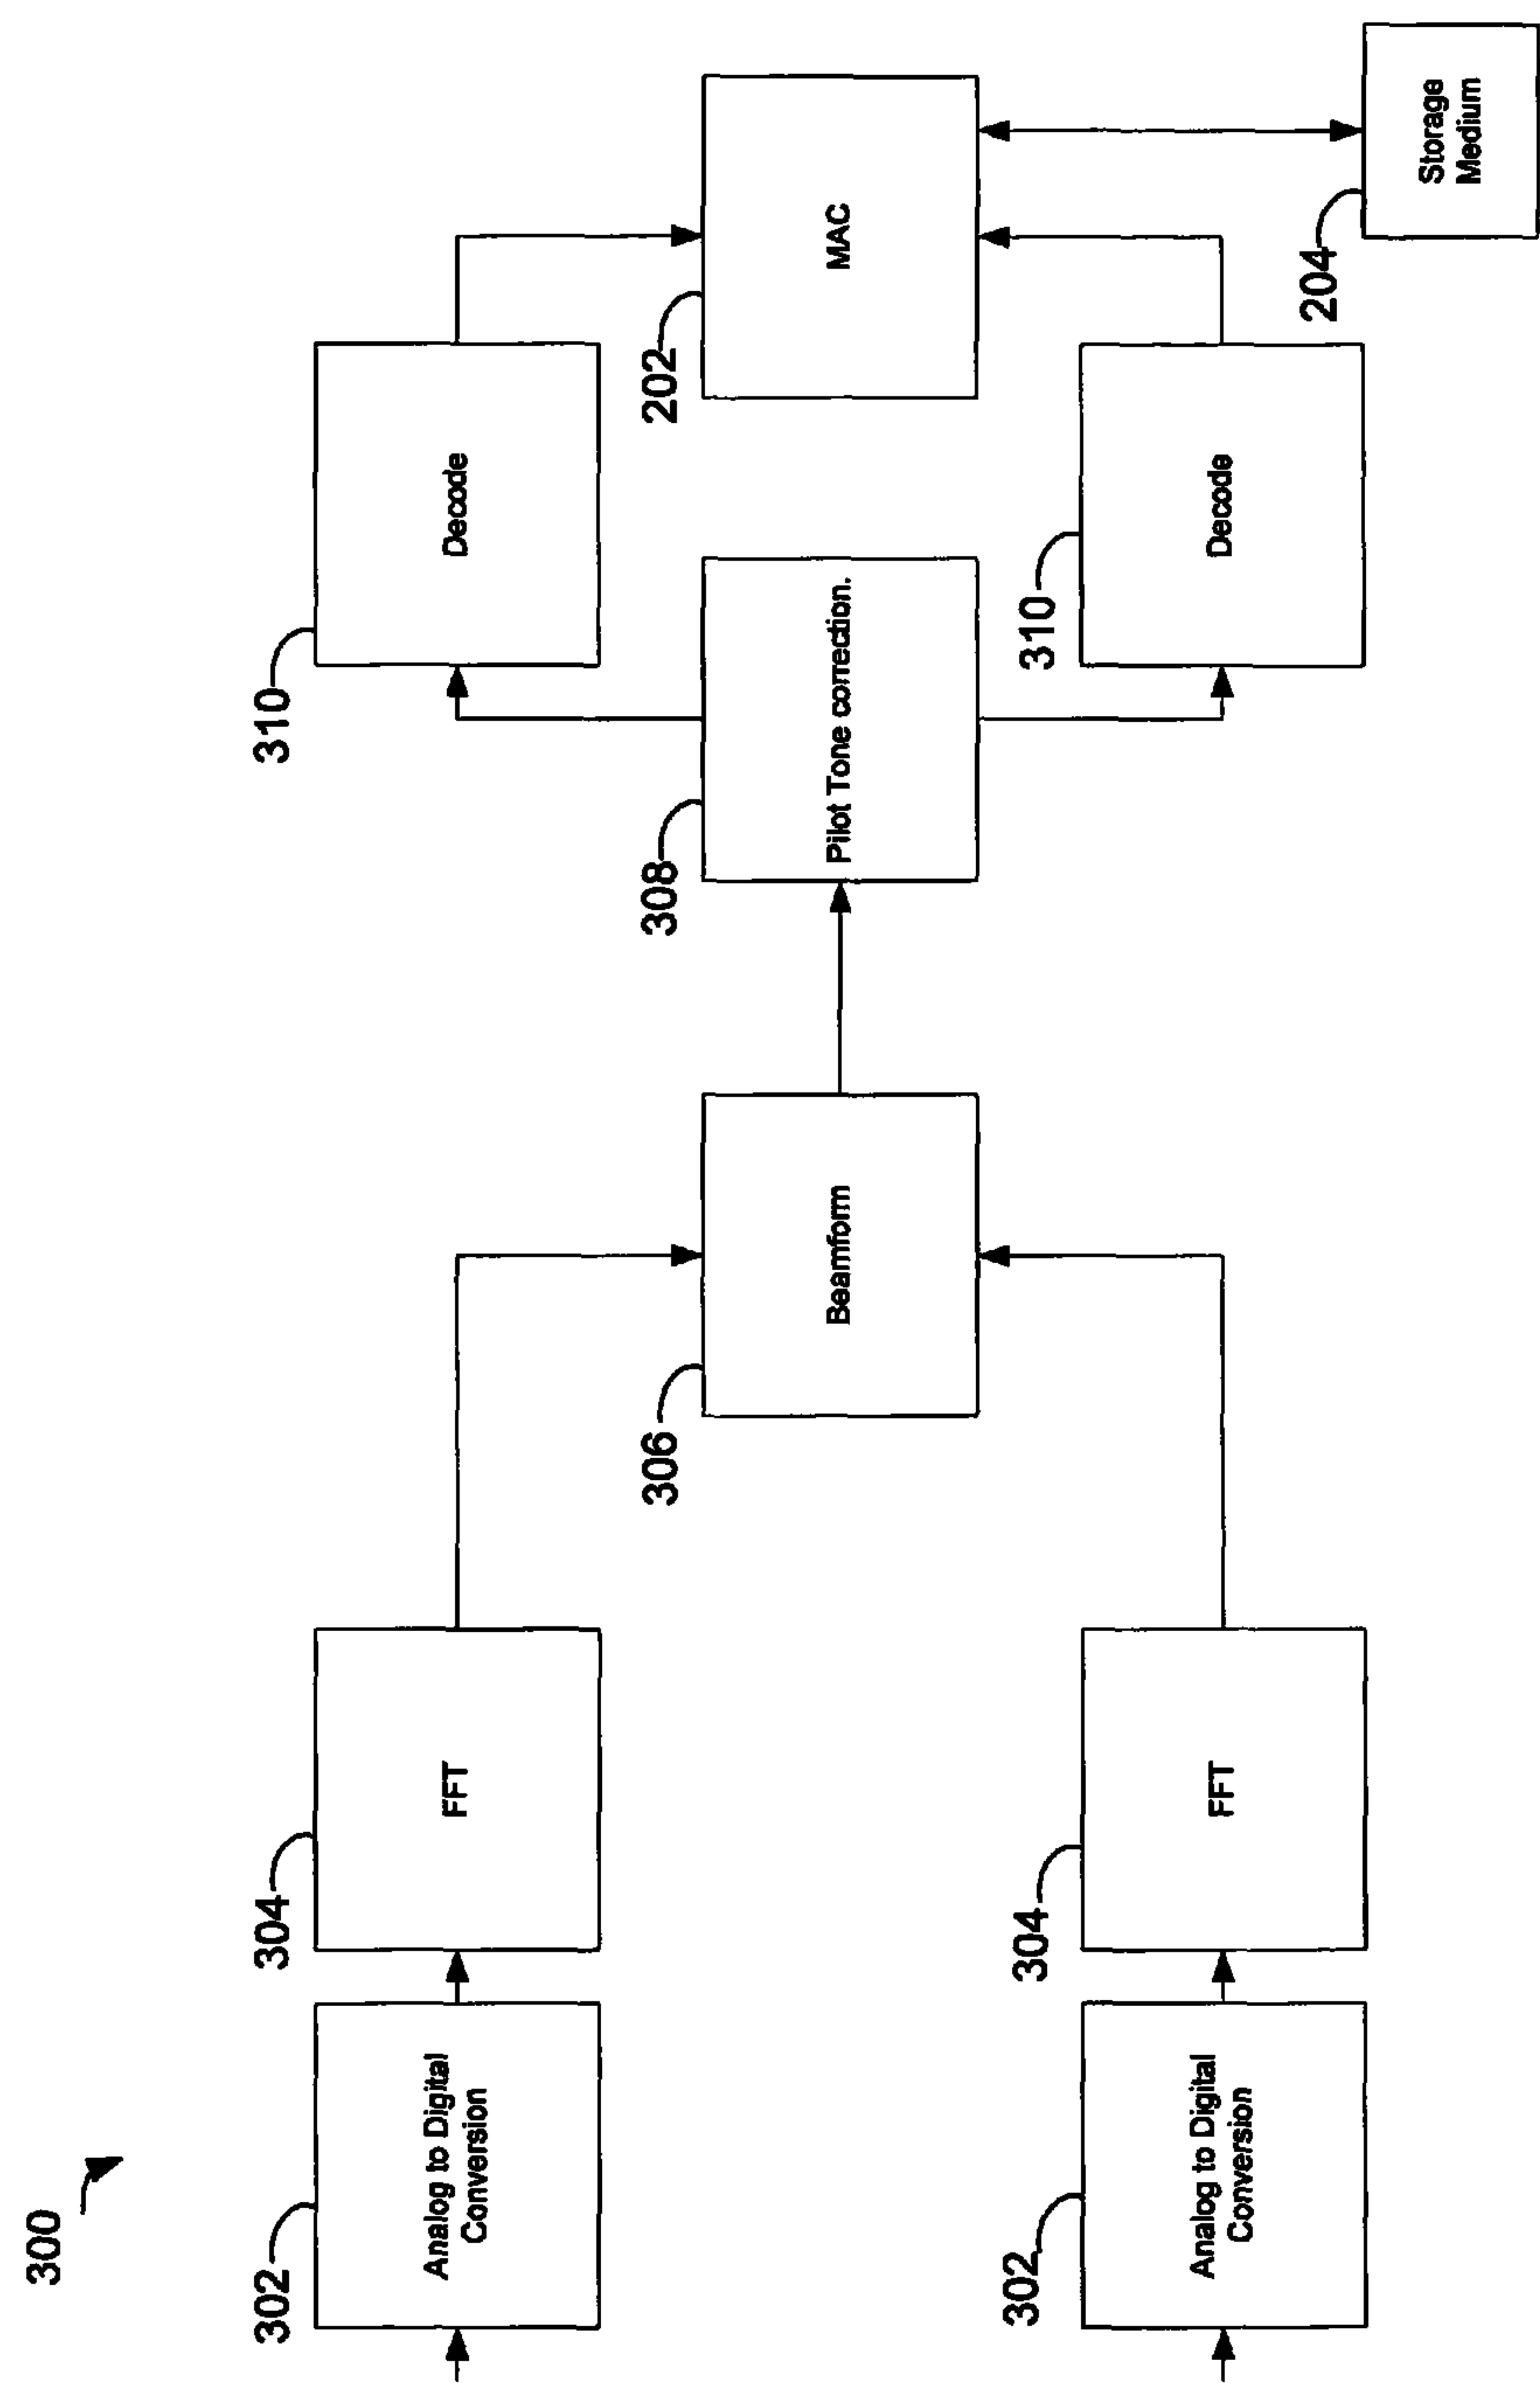 300
302
Analog to Digital
Conversion
304
FFT
306
Beamform
308
Pilot Tone correction.
310
Decode
202
MAC
302
Analog to Digital
Conversion
304
FFT
310
Decode
204
Storage
Medium